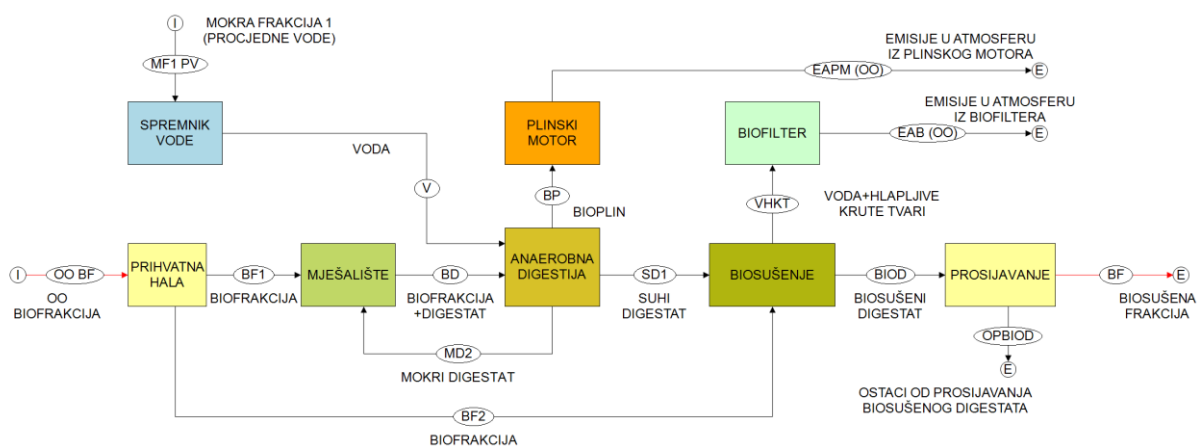 I
MOKRA FRAKCIJA 1
(PROCJEDNE VODE)
MF1 PV
SPREMNIK
VODE
VODA
V
PLINSKI
MOTOR
EMISIJE U ATMOSFERU
IZ PLINSKOG MOTORA
EAPM (OO)
E
BIOFILTER
EMISIJE U ATMOSFERU
IZ BIOFILTERA
EAB (OO)
E
BP
BIOPLIN
VHKT
VODA+HLAPLJIVE
KRUTE TVARI
I
OO BF
OO
BIOFRAKCIJA
PRIHVATNA
HALA
BF1
BIOFRAKCIJA
MJEŠALIŠTE
BD
BIOFRAKCIJA
+DIGESTAT
ANAEROBNA
DIGESTIJA
SD1
SUHI
DIGESTAT
BIOSUŠENJE
BIOD
BIOSUŠENI
DIGESTAT
PROSIJAVANJE
BF
E
BIOSUŠENA
FRAKCIJA
MD2
MOKRI DIGESTAT
OPBIOD
E
OSTACI OD PROSIJAVANJA
BIOSUŠENOG DIGESTATA
BF2
BIOFRAKCIJA